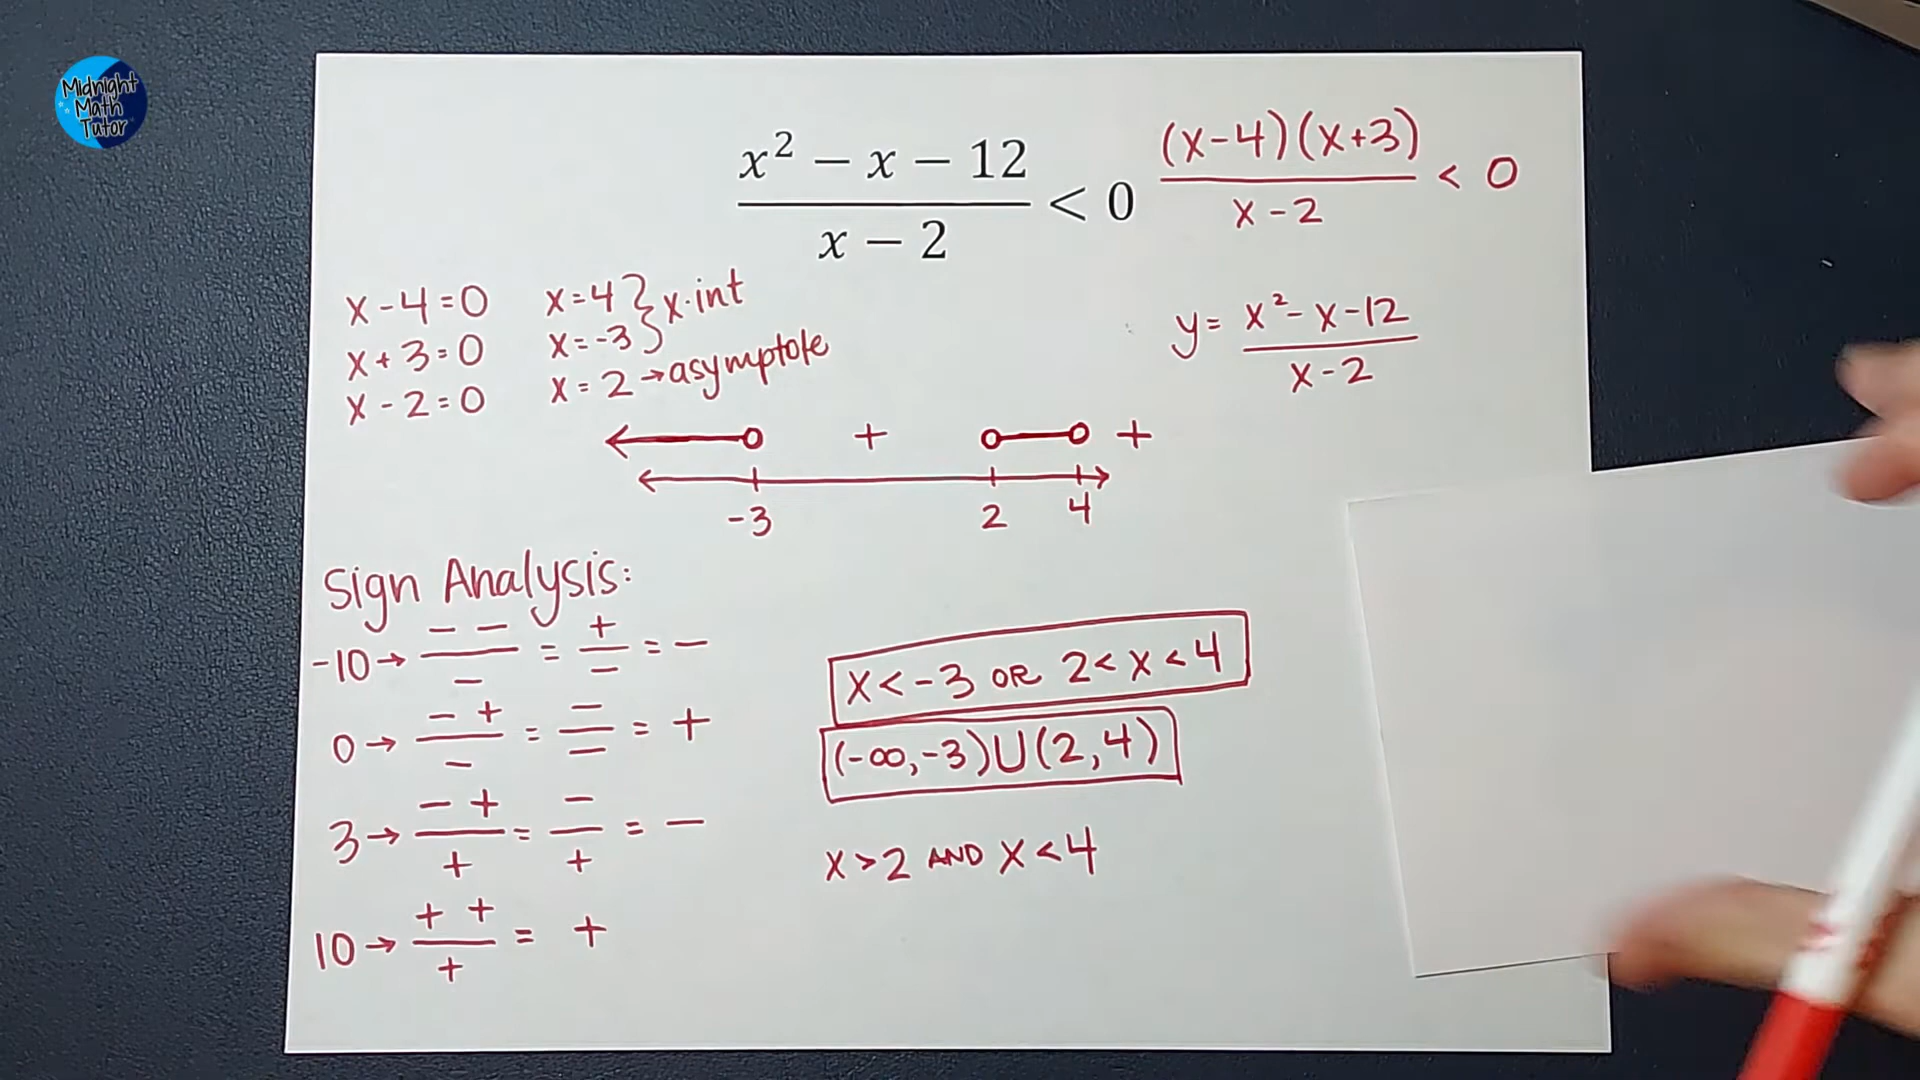 Midnight
Math
Tutor
x² − x − 12
x − 2
< 0
(x-4)(x+3)
x-2
< 0
x-4=0 x=4 } x-int
x+3=0 x=-3
x-2=0 x=2 → asymptote
y = x²-x-12
x-2
+ +
-3 2 4
Sign Analysis:
-10 → − − / − = + / − = −
0 → − + / − = − / − = +
3 → − + / + = − / + = −
10 → + + / + = +
x<-3 OR 2<x<4
(-∞,-3)∪(2,4)
x>2 AND x<4